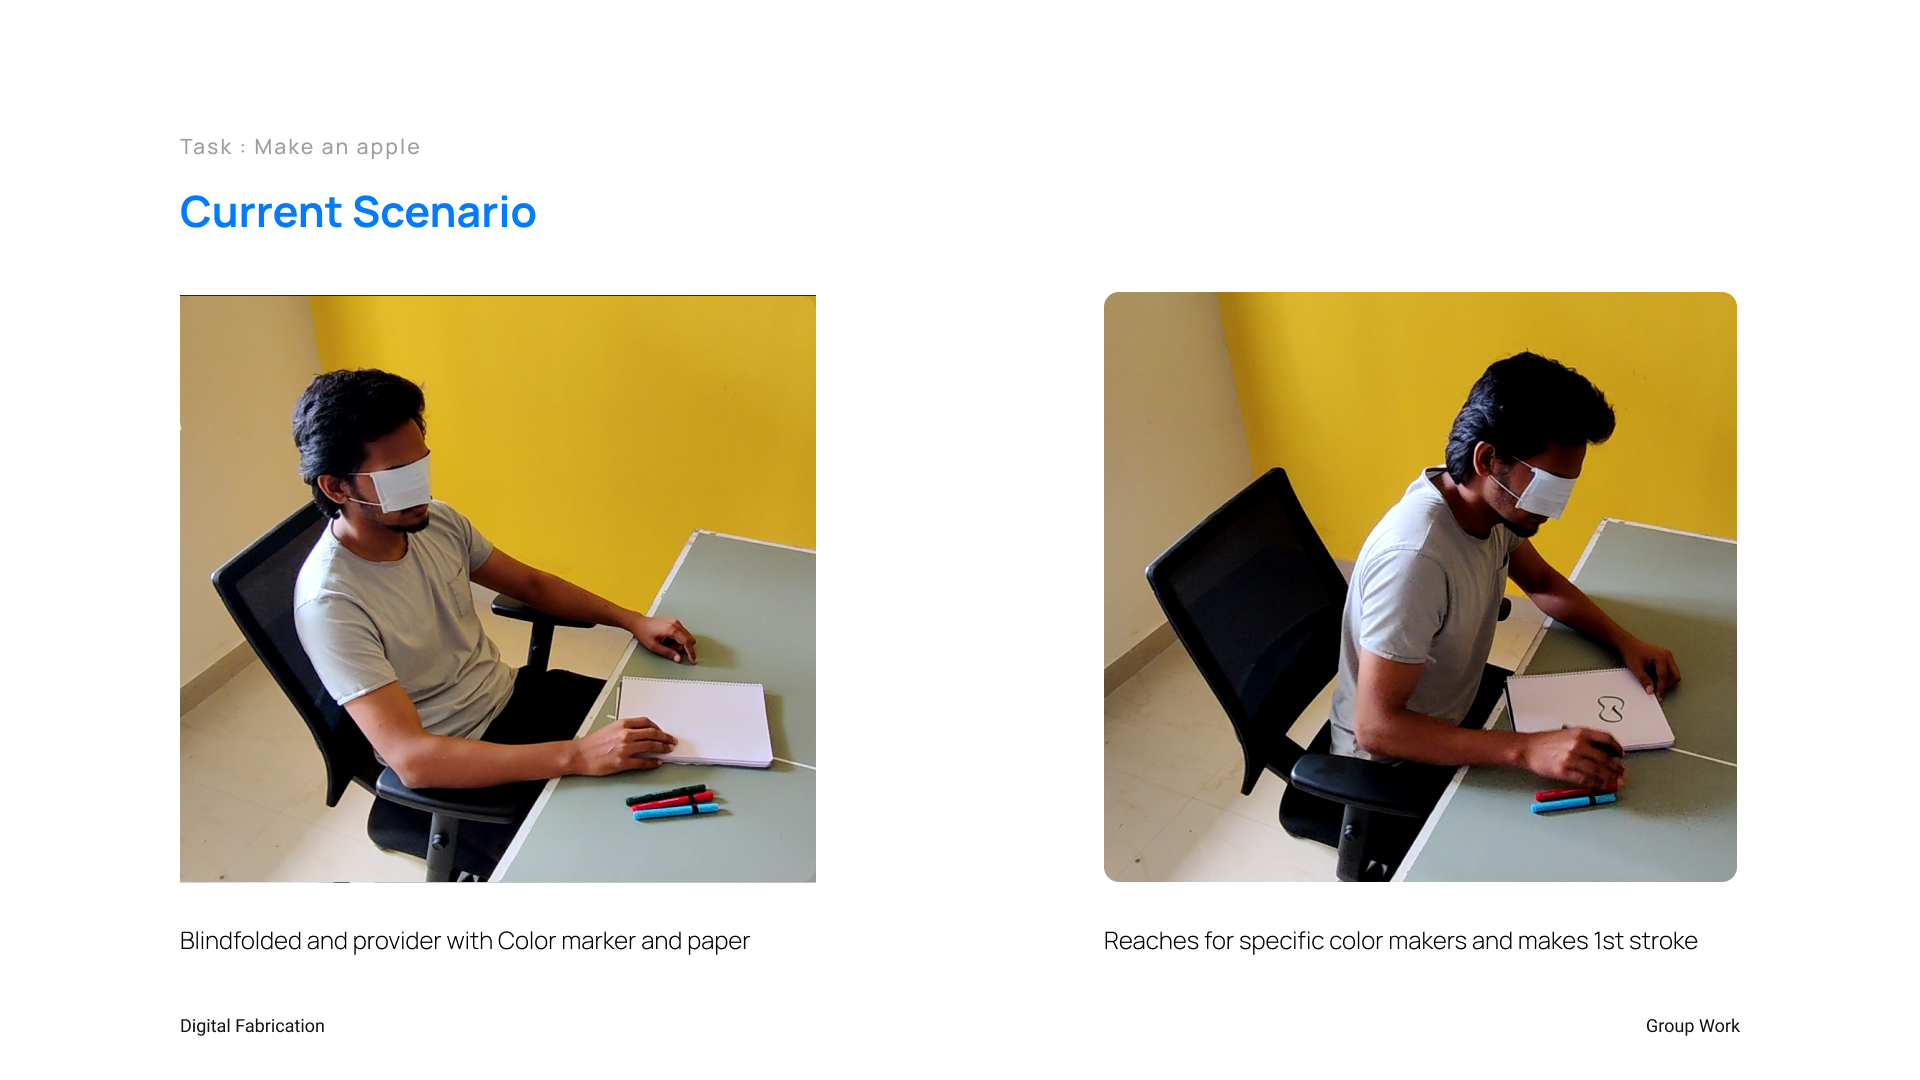 Task : Make an apple
Current Scenario
Blindfolded and provider with Color marker and paper
Reaches for specific color makers and makes 1st stroke
Digital Fabrication
Group Work